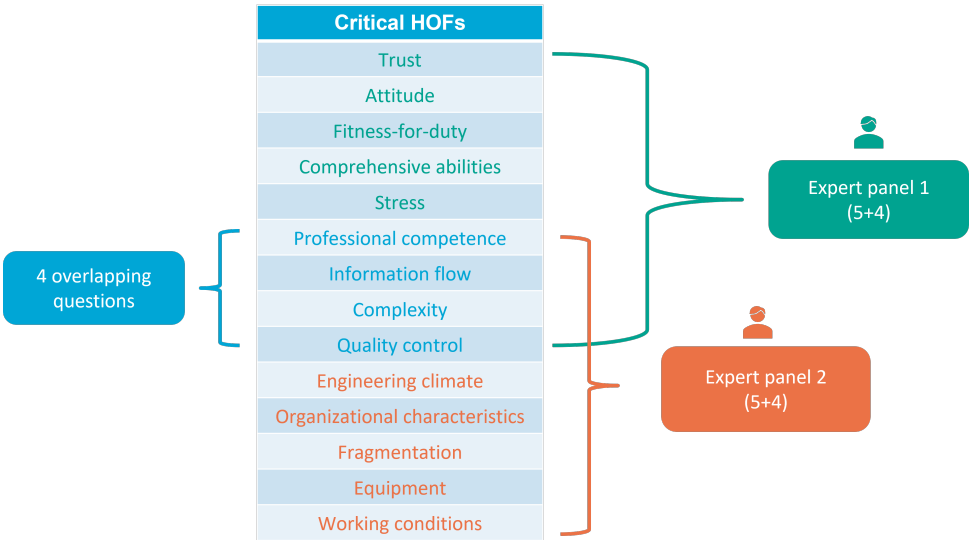 Critical HOFs
Trust
Attitude
Fitness-for-duty
Comprehensive abilities
Stress
Professional competence
Information flow
Complexity
Quality control
Engineering climate
Organizational characteristics
Fragmentation
Equipment
Working conditions
4 overlapping
questions
Expert panel 1
(5+4)
Expert panel 2
(5+4)